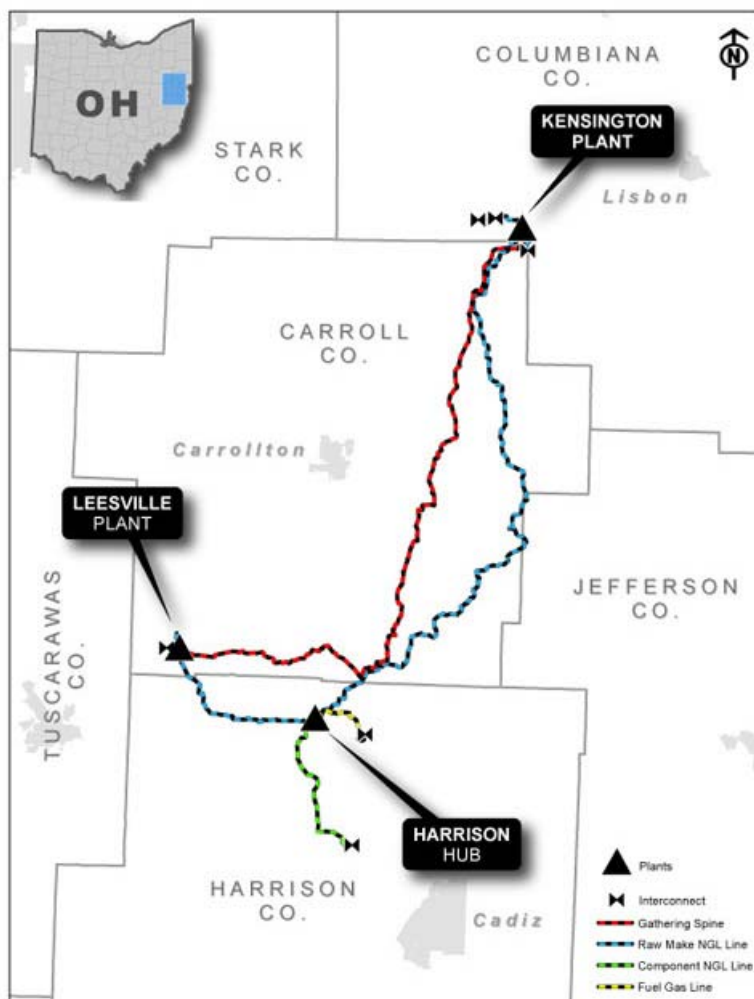 COLUMBIANA
CO.
N
OH
KENSINGTON
PLANT
STARK
CO.
Lisbon
CARROLL
CO.
Carrollton
LEESVILLE
PLANT
TUSCARAWAS
CO.
JEFFERSON
CO.
HARRISON
HUB
HARRISON
CO.
Cadiz
Plants
Interconnect
Gathering Spine
Raw Make NGL Line
Component NGL Line
Fuel Gas Line